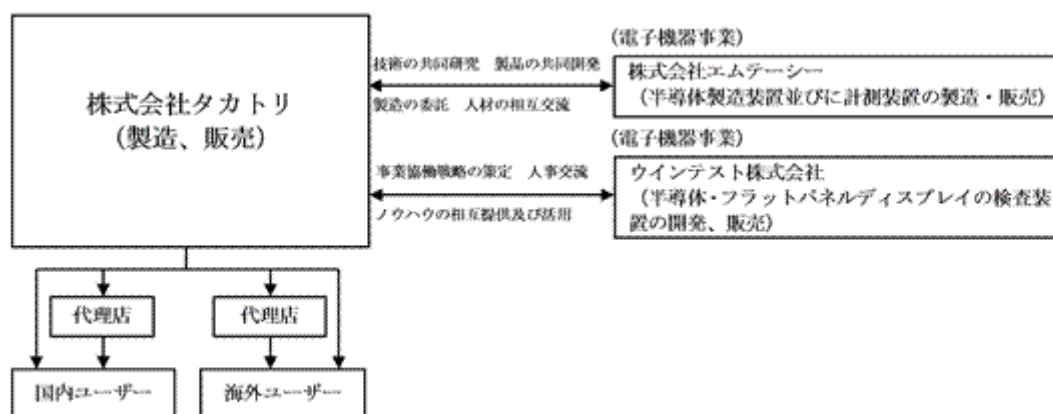 株式会社タカトリ
(製造、販売)
技術の共同研究 製品の共同開発
製造の委託 人材の相互交流
(電子機器事業)
株式会社エムテーシー
(半導体製造装置並びに計測装置の製造・販売)
事業協働戦略の策定 人事交流
ノウハウの相互提供及び活用
(電子機器事業)
ウインテスト株式会社
(半導体・フラットパネルディスプレイの検査装
置の開発、販売)
代理店
代理店
国内ユーザー
海外ユーザー